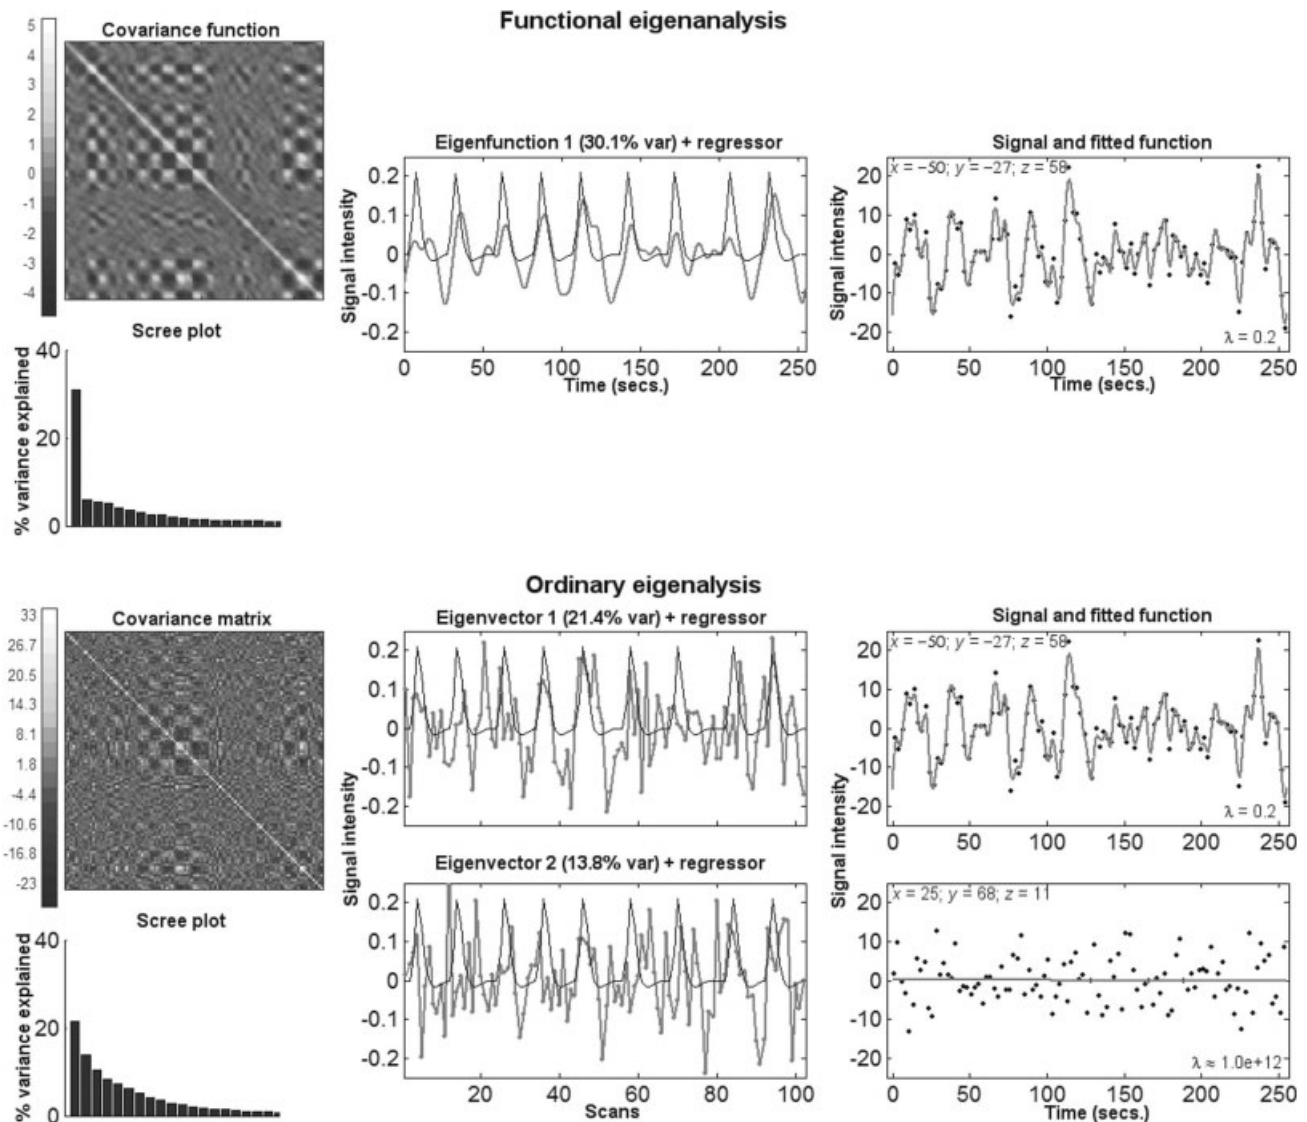 Functional eigenanalysis
Covariance function
5
4
3
2
1
0
-1
-2
-3
-4
Scree plot
% variance explained
40
20
0
Eigenfunction 1 (30.1% var) + regressor
Signal intensity
0.2
0.1
0
-0.1
-0.2
0 50 100 150 200 250
Time (secs.)
Signal and fitted function
x = −50; y = −27; z = 58
Signal intensity
20
10
0
-10
-20
λ = 0.2
0 50 100 150 200 250
Time (secs.)
Ordinary eigenalysis
Covariance matrix
33
26.7
20.5
14.3
8.1
1.8
-4.4
-10.6
-16.8
-23
Scree plot
% variance explained
40
20
0
Eigenvector 1 (21.4% var) + regressor
0.2
0.1
0
-0.1
-0.2
Signal intensity
Eigenvector 2 (13.8% var) + regressor
0.2
0.1
0
-0.1
-0.2
20 40 60 80 100
Scans
Signal and fitted function
x = −50; y = −27; z = 58
20
10
0
-10
-20
λ = 0.2
Signal intensity
x = 25; y = 68; z = 11
20
10
0
-10
-20
λ ≈ 1.0e+12
0 50 100 150 200 250
Time (secs.)